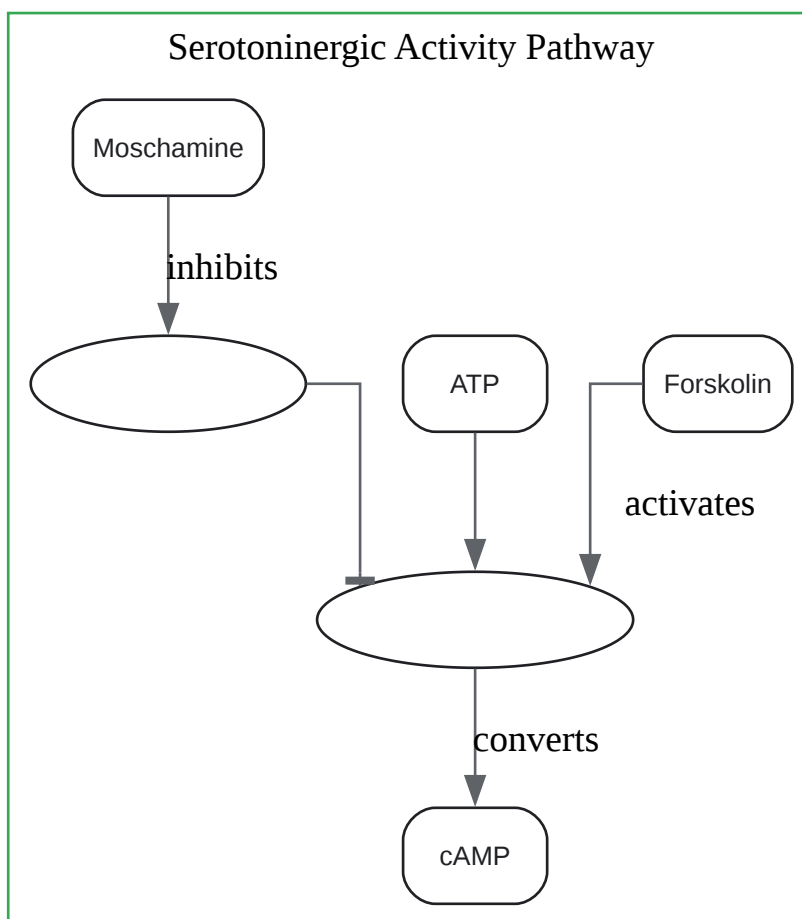 Serotoninergic Activity Pathway
Moschamine
inhibits
ATP
Forskolin
activates
converts
cAMP